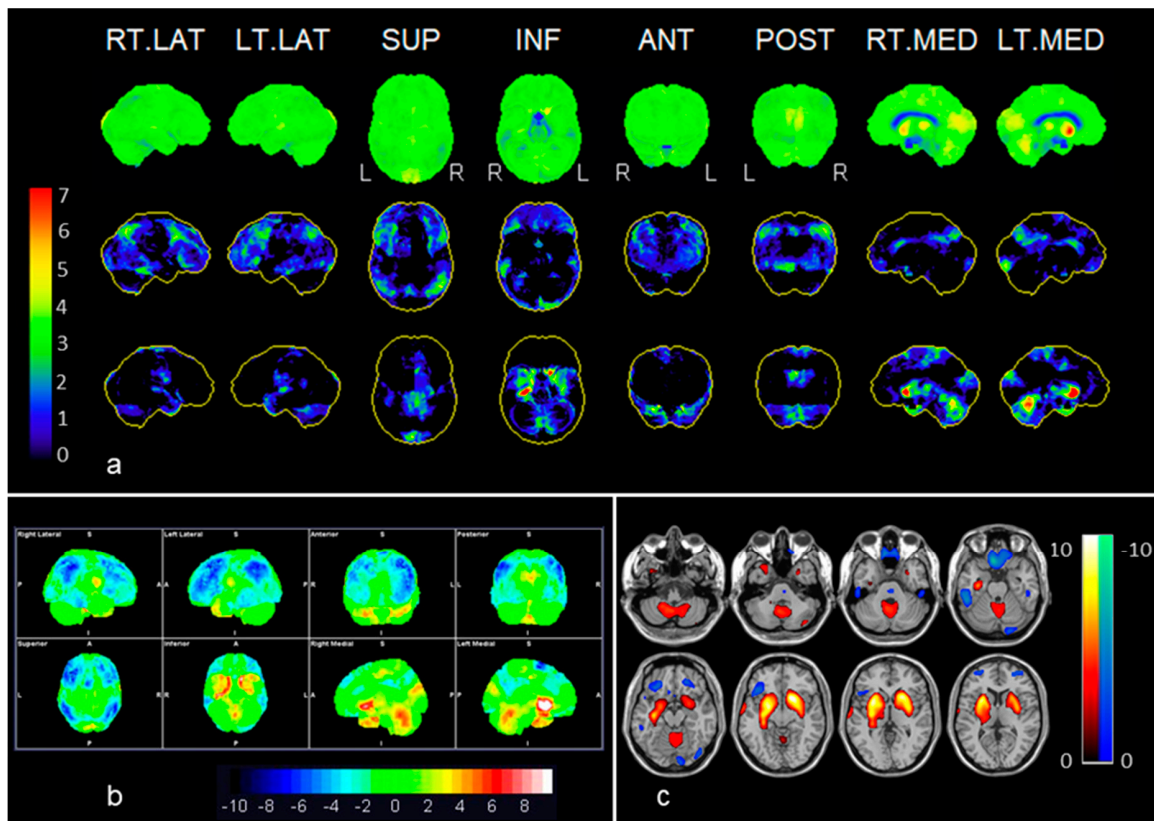 RT.LAT LT.LAT SUP INF ANT POST RT.MED LT.MED
L R R L R L L R
7
6
5
4
3
2
1
0
a
Right Lateral S Left Lateral S Anterior S Posterior S
P A A P R L L R
I I I I
Superior A Inferior A Right Medial S Left Medial S
L R R L A P P A
P P I I
-10 -8 -6 -4 -2 0 2 4 6 8
b
10 -10
0 0
c